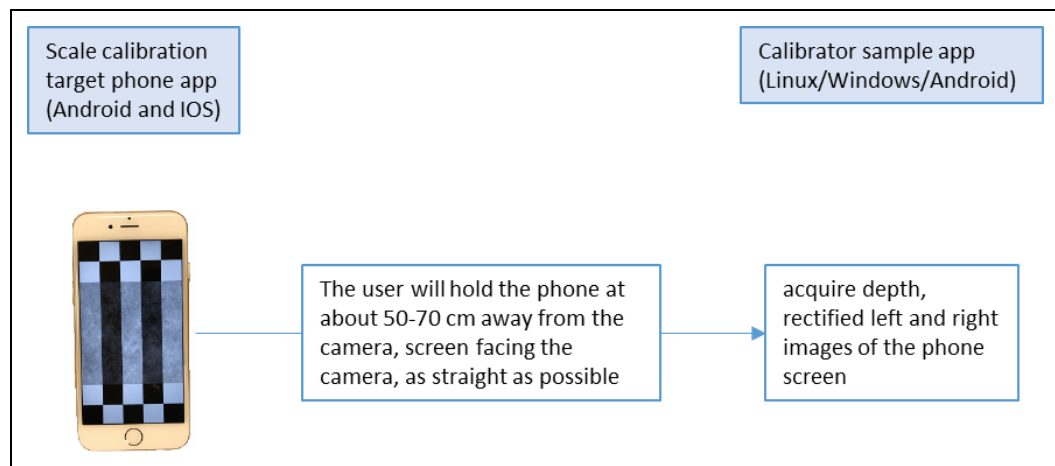 Scale calibration
target phone app
(Android and IOS)
Calibrator sample app
(Linux/Windows/Android)
The user will hold the phone at
about 50-70 cm away from the
camera, screen facing the
camera, as straight as possible
acquire depth,
rectified left and right
images of the phone
screen